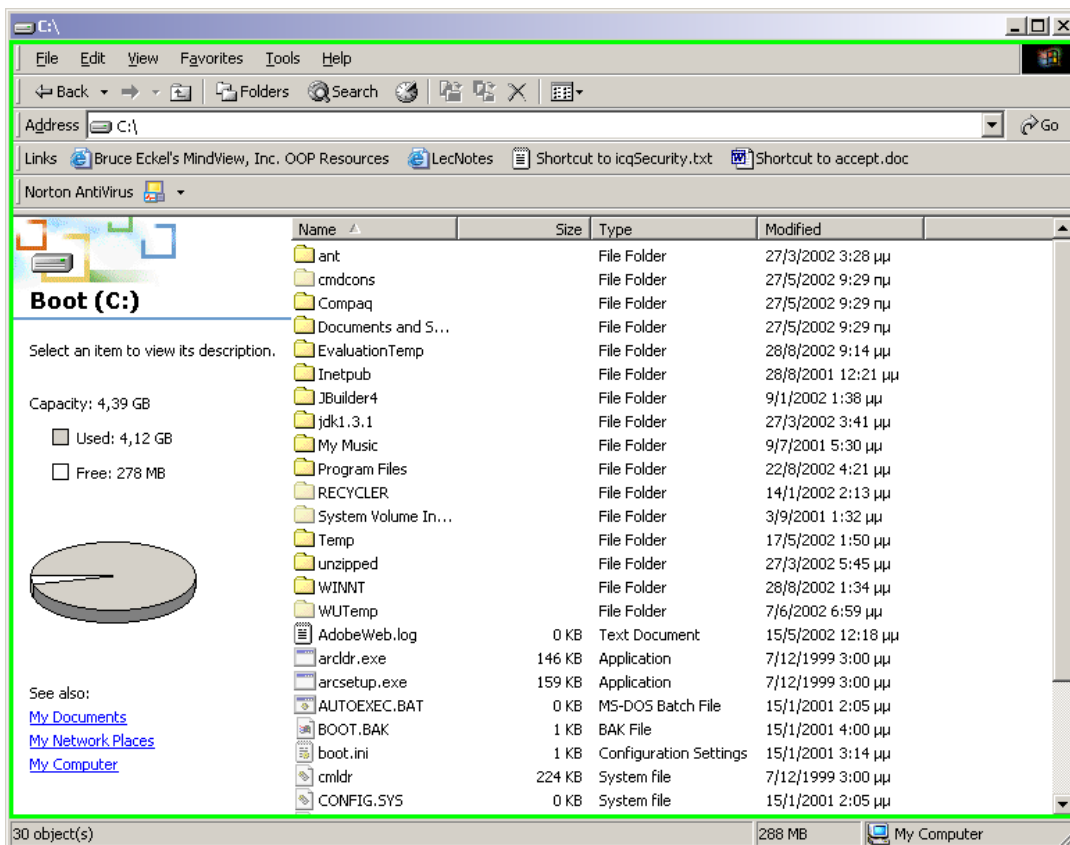 C:\
File Edit View Favorites Tools Help
Back Folders Search
Address C:\ Go
Links Bruce Eckel's MindView, Inc. OOP Resources LecNotes Shortcut to icqSecurity.txt Shortcut to accept.doc
Norton AntiVirus
Boot (C:)
Select an item to view its description.
Capacity: 4,39 GB
Used: 4,12 GB
Free: 278 MB
See also:
My Documents
My Network Places
My Computer
Name Size Type Modified
ant File Folder 27/3/2002 3:28 μμ
cmdcons File Folder 27/5/2002 9:29 πμ
Compaq File Folder 27/5/2002 9:29 πμ
Documents and S... File Folder 27/5/2002 9:29 πμ
EvaluationTemp File Folder 28/8/2002 9:14 μμ
Inetpub File Folder 28/8/2001 12:21 μμ
JBuilder4 File Folder 9/1/2002 1:38 μμ
jdk1.3.1 File Folder 27/3/2002 3:41 μμ
My Music File Folder 9/7/2001 5:30 μμ
Program Files File Folder 22/8/2002 4:21 μμ
RECYCLER File Folder 14/1/2002 2:13 μμ
System Volume In... File Folder 3/9/2001 1:32 μμ
Temp File Folder 17/5/2002 1:50 μμ
unzipped File Folder 27/3/2002 5:45 μμ
WINNT File Folder 28/8/2002 1:34 μμ
WUTemp File Folder 7/6/2002 6:59 μμ
AdobeWeb.log 0 KB Text Document 15/5/2002 12:18 μμ
arcldr.exe 146 KB Application 7/12/1999 3:00 μμ
arcsetup.exe 159 KB Application 7/12/1999 3:00 μμ
AUTOEXEC.BAT 0 KB MS-DOS Batch File 15/1/2001 2:05 μμ
BOOT.BAK 1 KB BAK File 15/1/2001 4:00 μμ
boot.ini 1 KB Configuration Settings 15/1/2001 3:14 μμ
cmldr 224 KB System file 7/12/1999 3:00 μμ
CONFIG.SYS 0 KB System file 15/1/2001 2:05 μμ
30 object(s) 288 MB My Computer